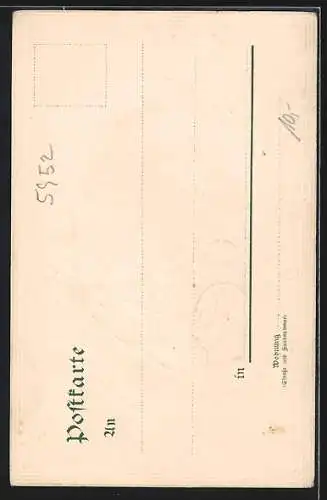 Postkarte
An
in
Wohnung
(Straße und Hausnummer)
5952
10,-